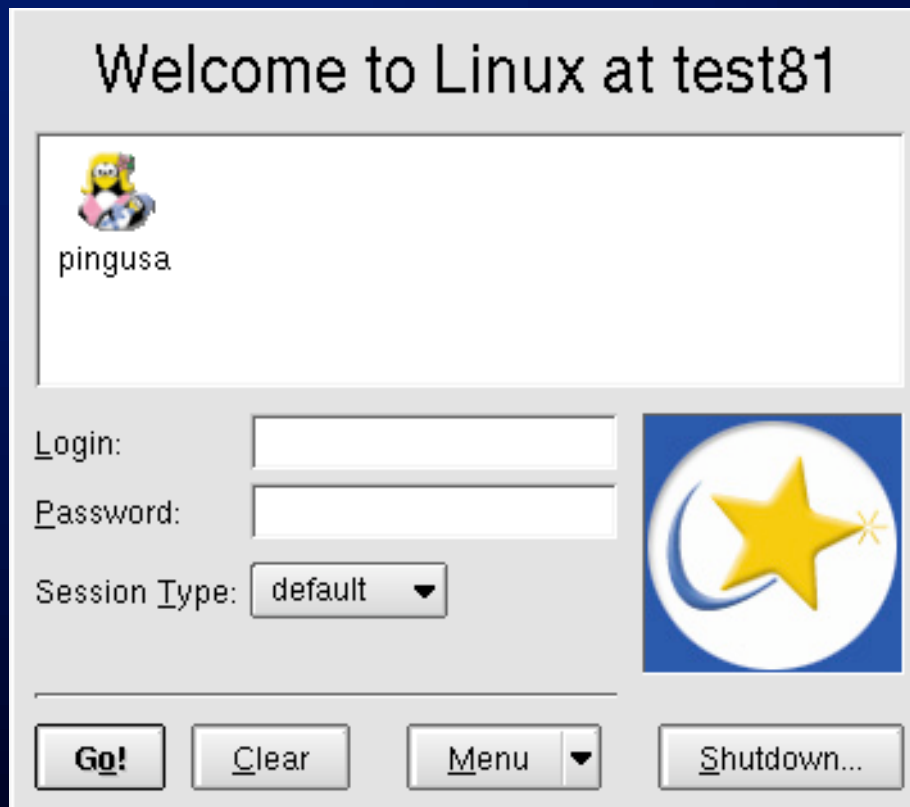 Welcome to Linux at test81
pingusa
Login:
Password:
Session Type: default
Go! Clear Menu Shutdown...